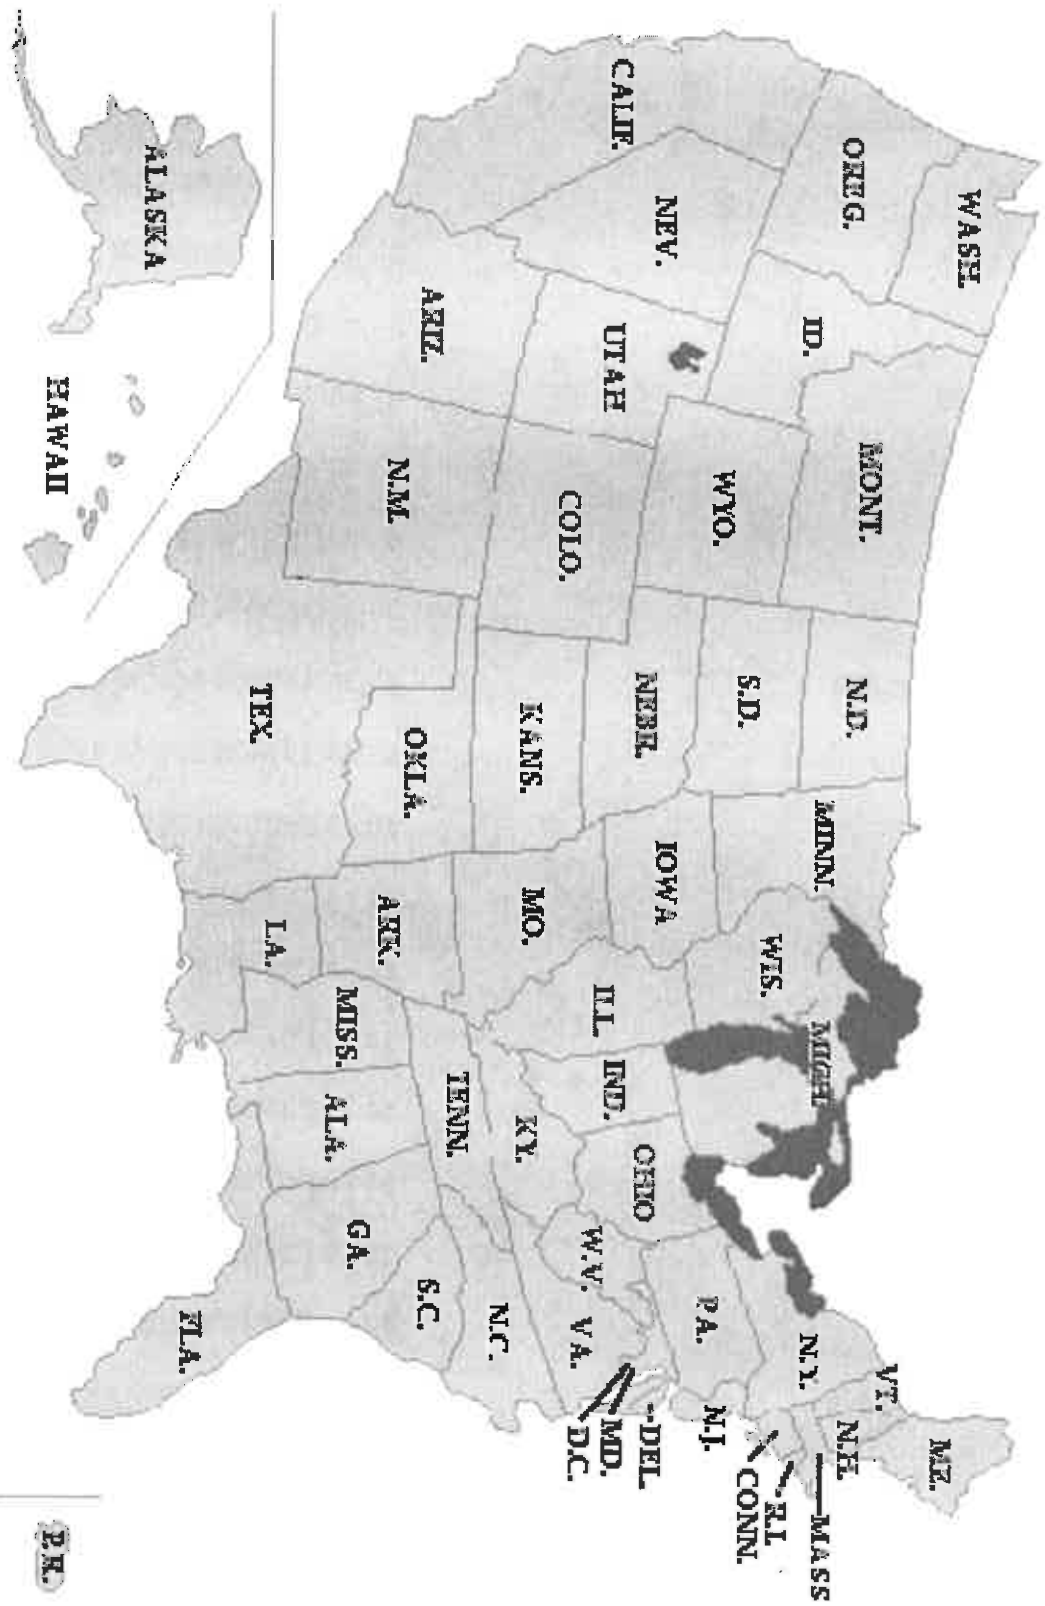 WASH.
OREG.
CALIF.
NEV.
ID.
MONT.
WYO.
UTAH
ARIZ.
COLO.
N.M.
N.D.
S.D.
NEBR.
KANS.
OKLA.
TEX.
MINN.
IOWA
MO.
ARK.
LA.
WIS.
ILL.
MICH.
IND.
OHIO
KY.
TENN.
MISS.
ALA.
GA.
FLA.
S.C.
N.C.
VA.
W.V.
PA.
N.Y.
VT.
N.H.
ME.
MASS
R.I.
CONN.
N.J.
DEL.
MD.
D.C.
ALASKA
HAWAII
P.R.